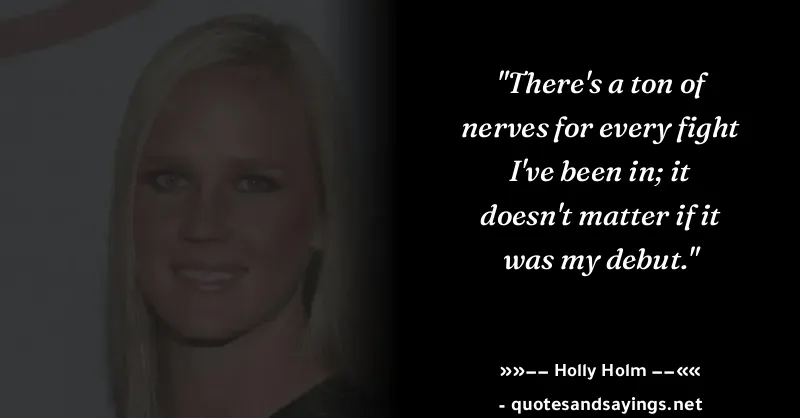 "There's a ton of
nerves for every fight
I've been in; it
doesn't matter if it
was my debut."
»»−− Holly Holm −−««
- quotesandsayings.net